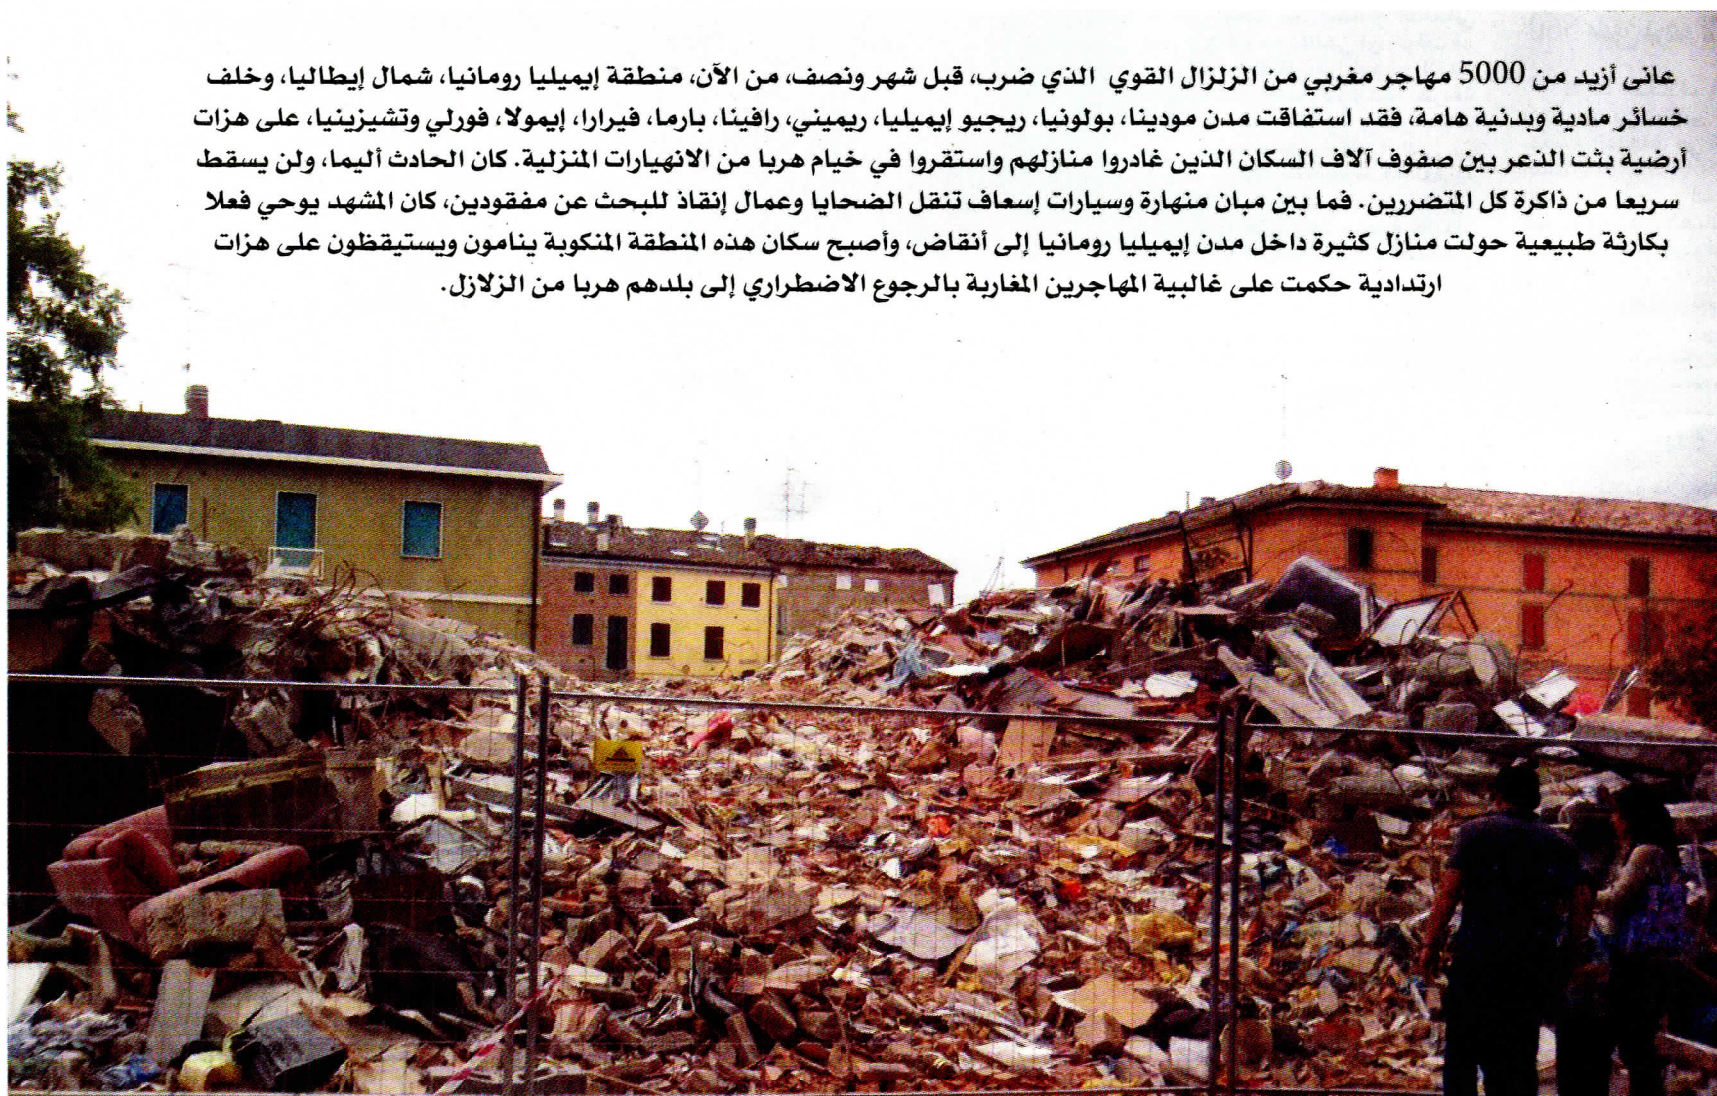 عانى أزيد من 5000 مهاجر مغربي من الزلزال القوي الذي ضرب، قبل شهر ونصف، من الآن، منطقة إيميليا رومانيا، شمال إيطاليا، وخلف
خسائر مادية وبدنية هامة، فقد استفاقت مدن مودينا، بولونيا، ريجيو إيميليا، ريميني، رافينا، بارما، فيرارا، إيمولا، فورلي وتشيزينيا، على هزات
أرضية بثت الذعر بين صفوف آلاف السكان الذين غادروا منازلهم واستقروا في خيام هربا من الانهيارات المنزلية. كان الحادث أليما، ولن يسقط
سريعا من ذاكرة كل المتضررين. فما بين مبان منهارة وسيارات إسعاف تنقل الضحايا وعمال إنقاذ للبحث عن مفقودين، كان المشهد يوحي فعلا
بكارثة طبيعية حولت منازل كثيرة داخل مدن إيميليا رومانيا إلى أنقاض، وأصبح سكان هذه المنطقة المنكوبة ينامون ويستيقظون على هزات
ارتدادية حكمت على غالبية المهاجرين المغاربة بالرجوع الاضطراري إلى بلدهم هربا من الزلازل.